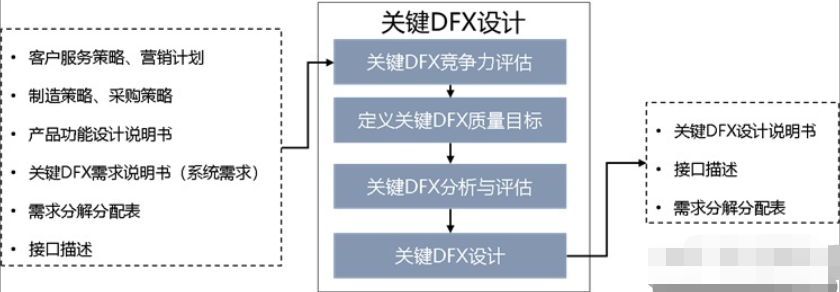 关键DFX设计
客户服务策略、营销计划
制造策略、采购策略
产品功能设计说明书
关键DFX需求说明书（系统需求）
需求分解分配表
接口描述
关键DFX竞争力评估
定义关键DFX质量目标
关键DFX分析与评估
关键DFX设计
关键DFX设计说明书
接口描述
需求分解分配表